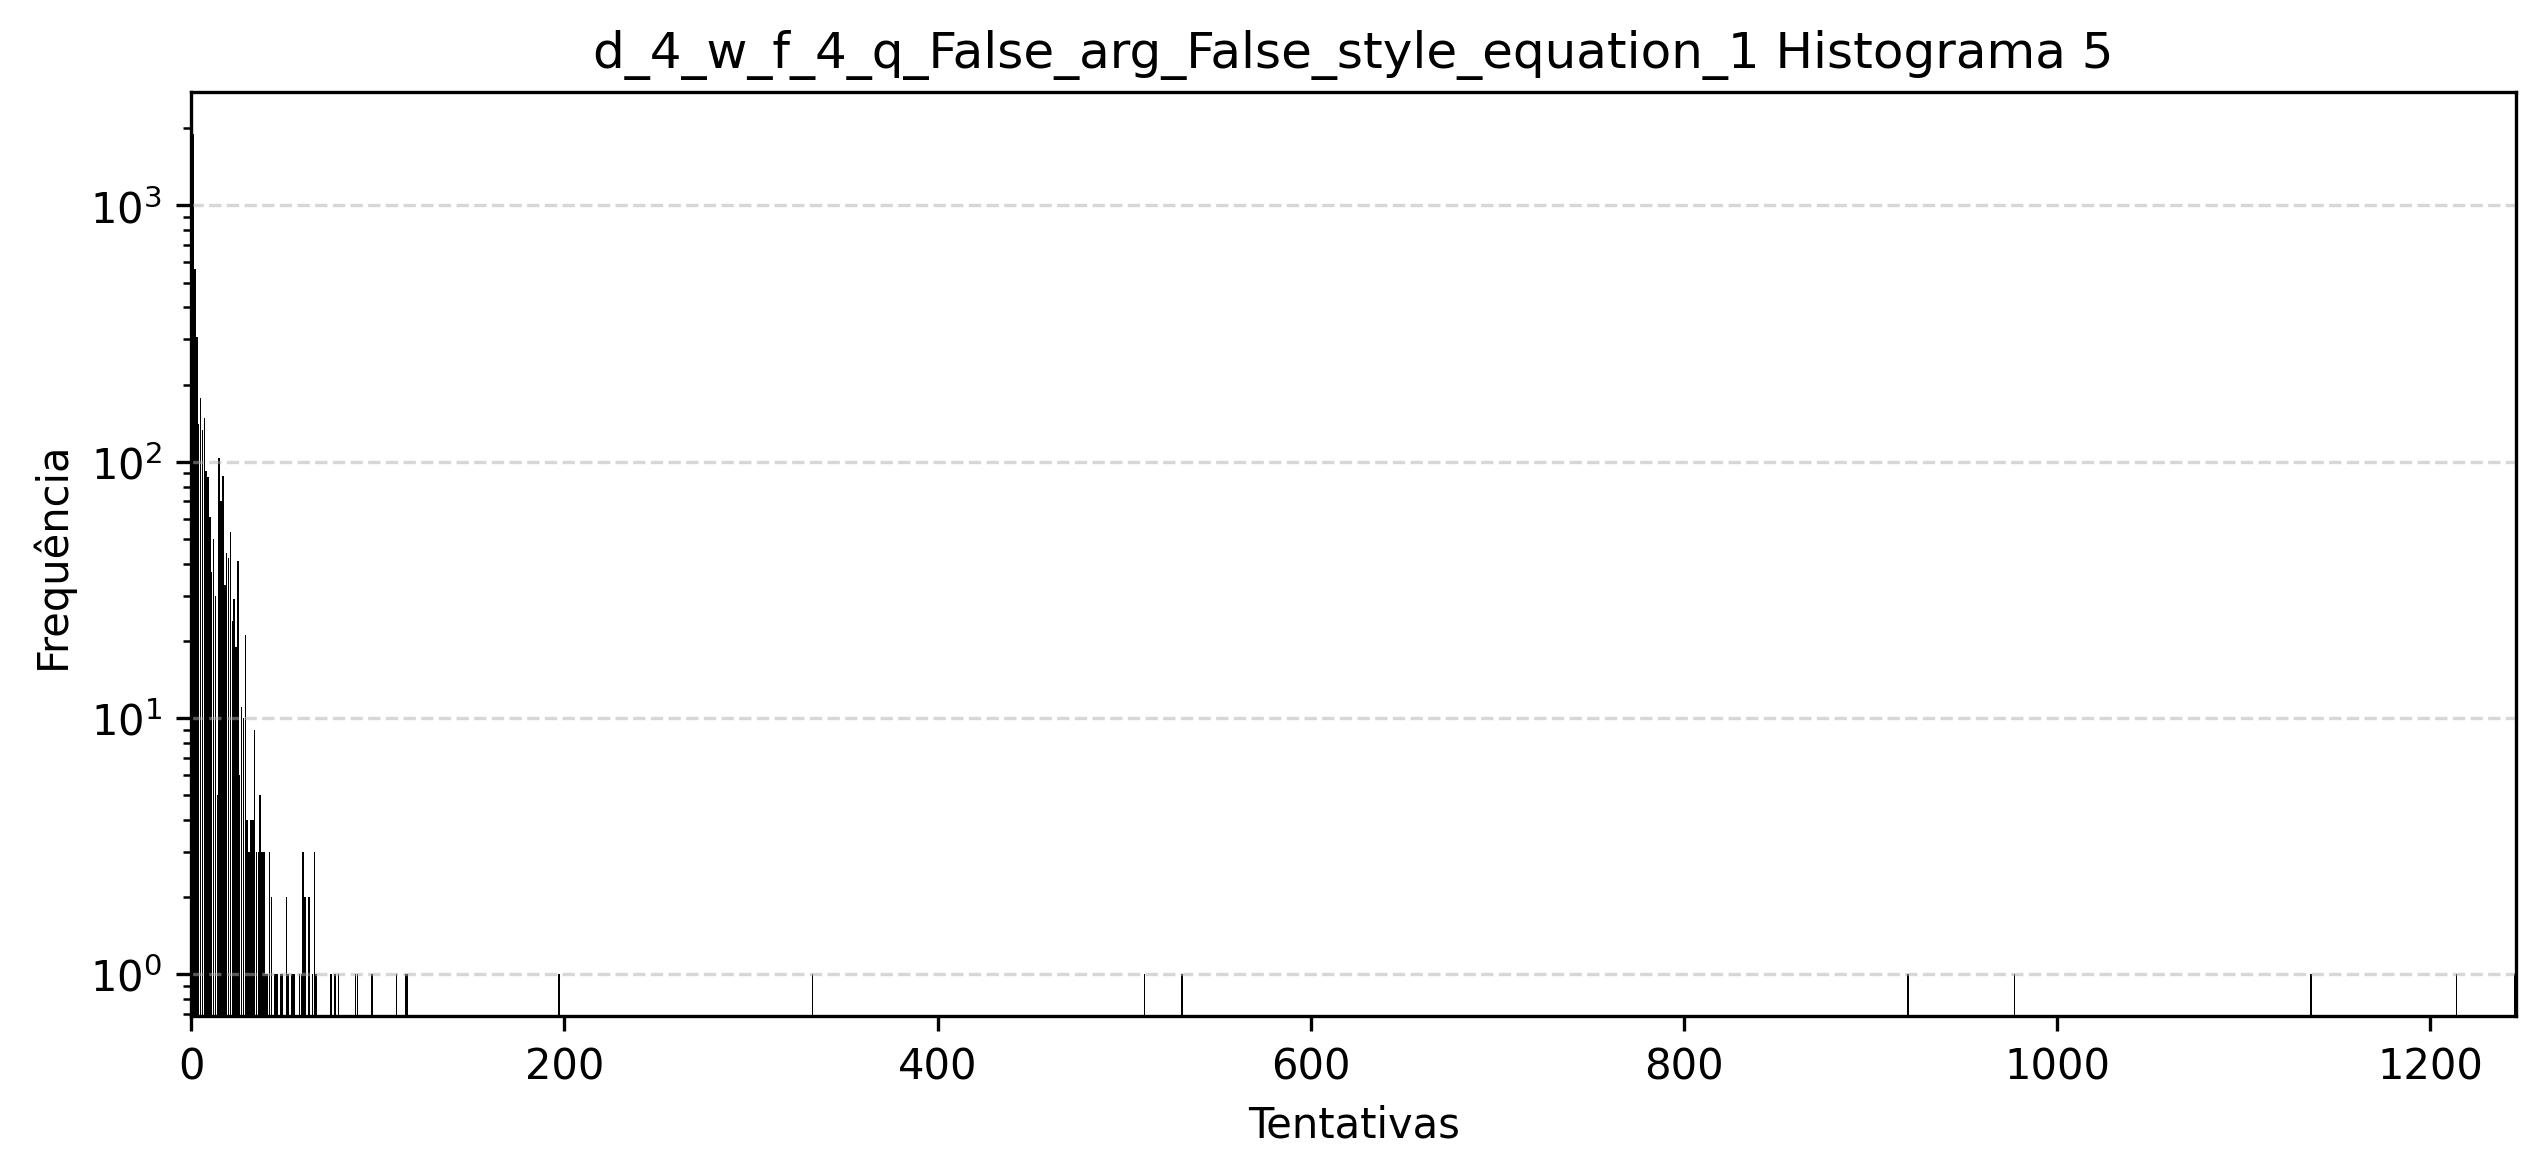 d_4_w_f_4_q_False_arg_False_style_equation_1 Histograma 5
Frequência
10³
10²
10¹
10⁰
0 200 400 600 800 1000 1200
Tentativas